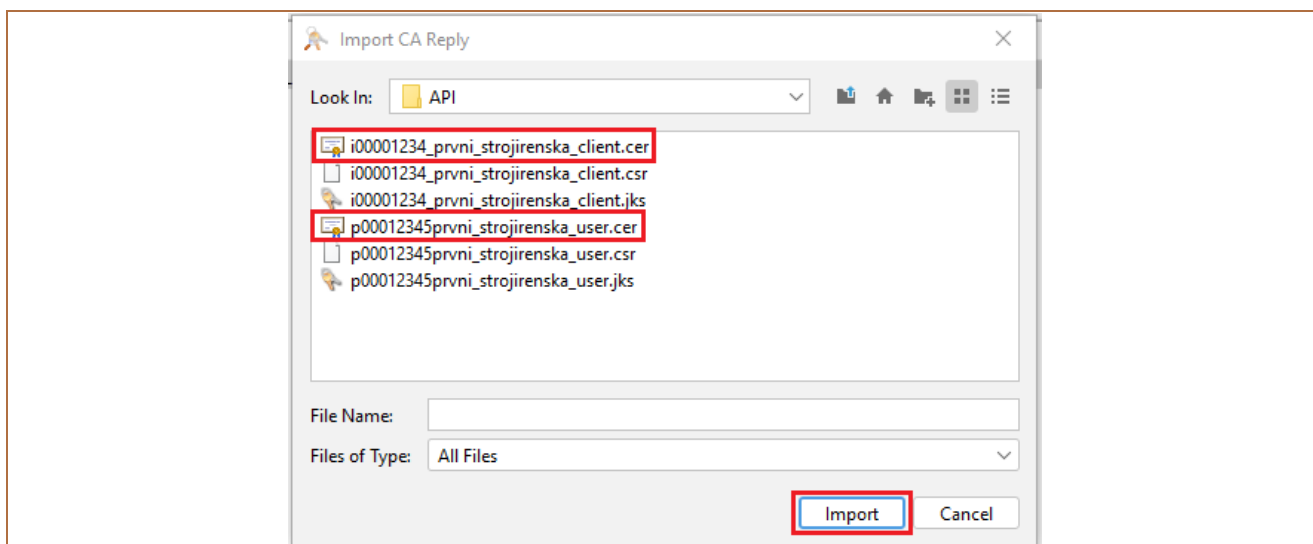 Import CA Reply
Look In: API
i00001234_prvni_strojirenska_client.cer
i00001234_prvni_strojirenska_client.csr
i00001234_prvni_strojirenska_client.jks
p00012345prvni_strojirenska_user.cer
p00012345prvni_strojirenska_user.csr
p00012345prvni_strojirenska_user.jks
File Name:
Files of Type: All Files
Import Cancel